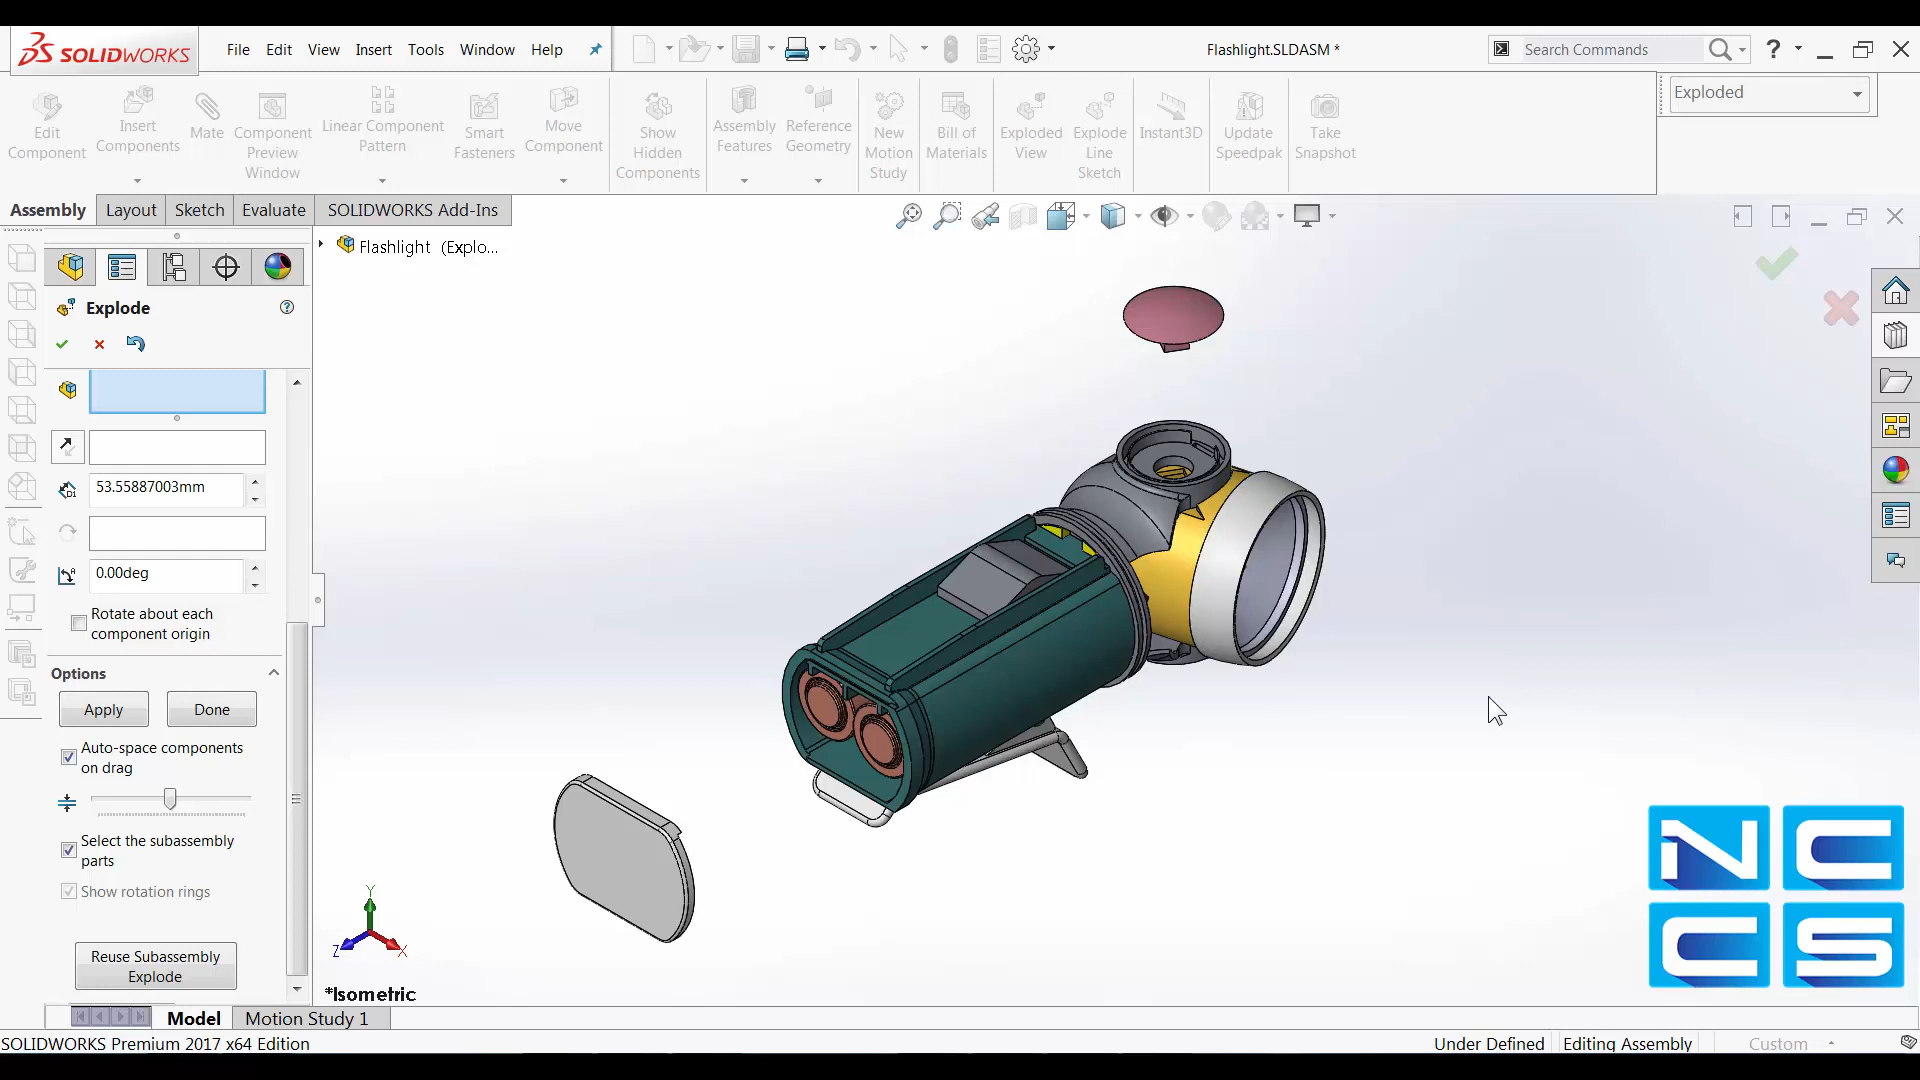 SOLIDWORKS
File Edit View Insert Tools Window Help
Flashlight.SLDASM *
Search Commands
?
Exploded
Edit Component
Insert Components
Mate
Component Preview Window
Linear Component Pattern
Smart Fasteners
Move Component
Show Hidden Components
Assembly Features
Reference Geometry
New Motion Study
Bill of Materials
Exploded View
Explode Line Sketch
Instant3D
Update Speedpak
Take Snapshot
Assembly Layout Sketch Evaluate SOLIDWORKS Add-Ins
Flashlight (Explo...
Explode
?
53.55887003mm
0.00deg
Rotate about each
component origin
Options
Apply Done
Auto-space components
on drag
Select the subassembly
parts
Show rotation rings
Reuse Subassembly
Explode
Y
Z
X
*Isometric
NC
CS
Model Motion Study 1
SOLIDWORKS Premium 2017 x64 Edition
Under Defined Editing Assembly Custom